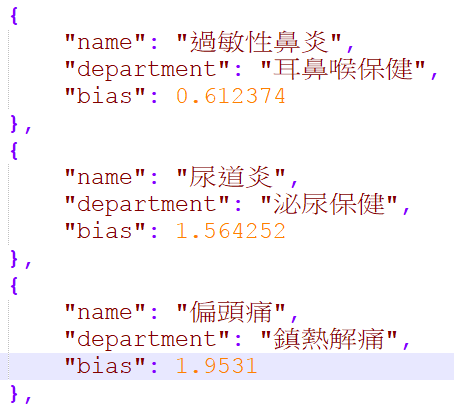 {
"name": "過敏性鼻炎",
"department": "耳鼻喉保健",
"bias": 0.612374
},
{
"name": "尿道炎",
"department": "泌尿保健",
"bias": 1.564252
},
{
"name": "偏頭痛",
"department": "鎮熱解痛",
"bias": 1.9531
},